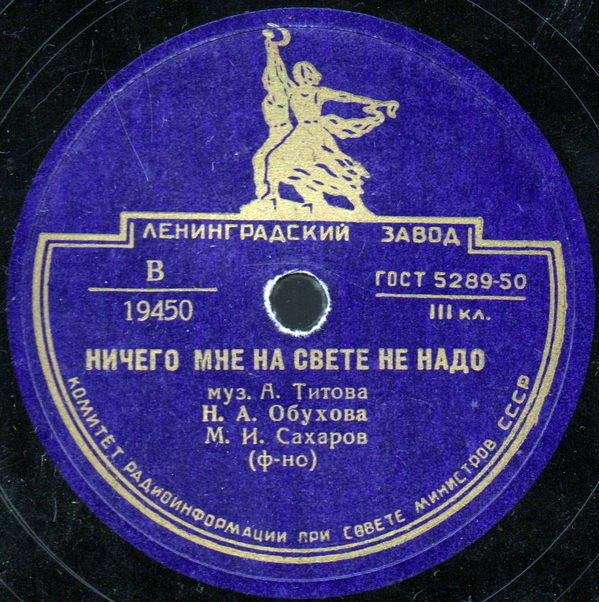 ЛЕНИНГРАДСКИЙ ЗАВОД
В
19450
ГОСТ 5289-50
III кл.
НИЧЕГО МНЕ НА СВЕТЕ НЕ НАДО
муз. А. Титова
Н. А. Обухова
М. И. Сахаров
(ф-но)
КОМИТЕТ РАДИОИНФОРМАЦИИ ПРИ СОВЕТЕ МИНИСТРОВ СССР